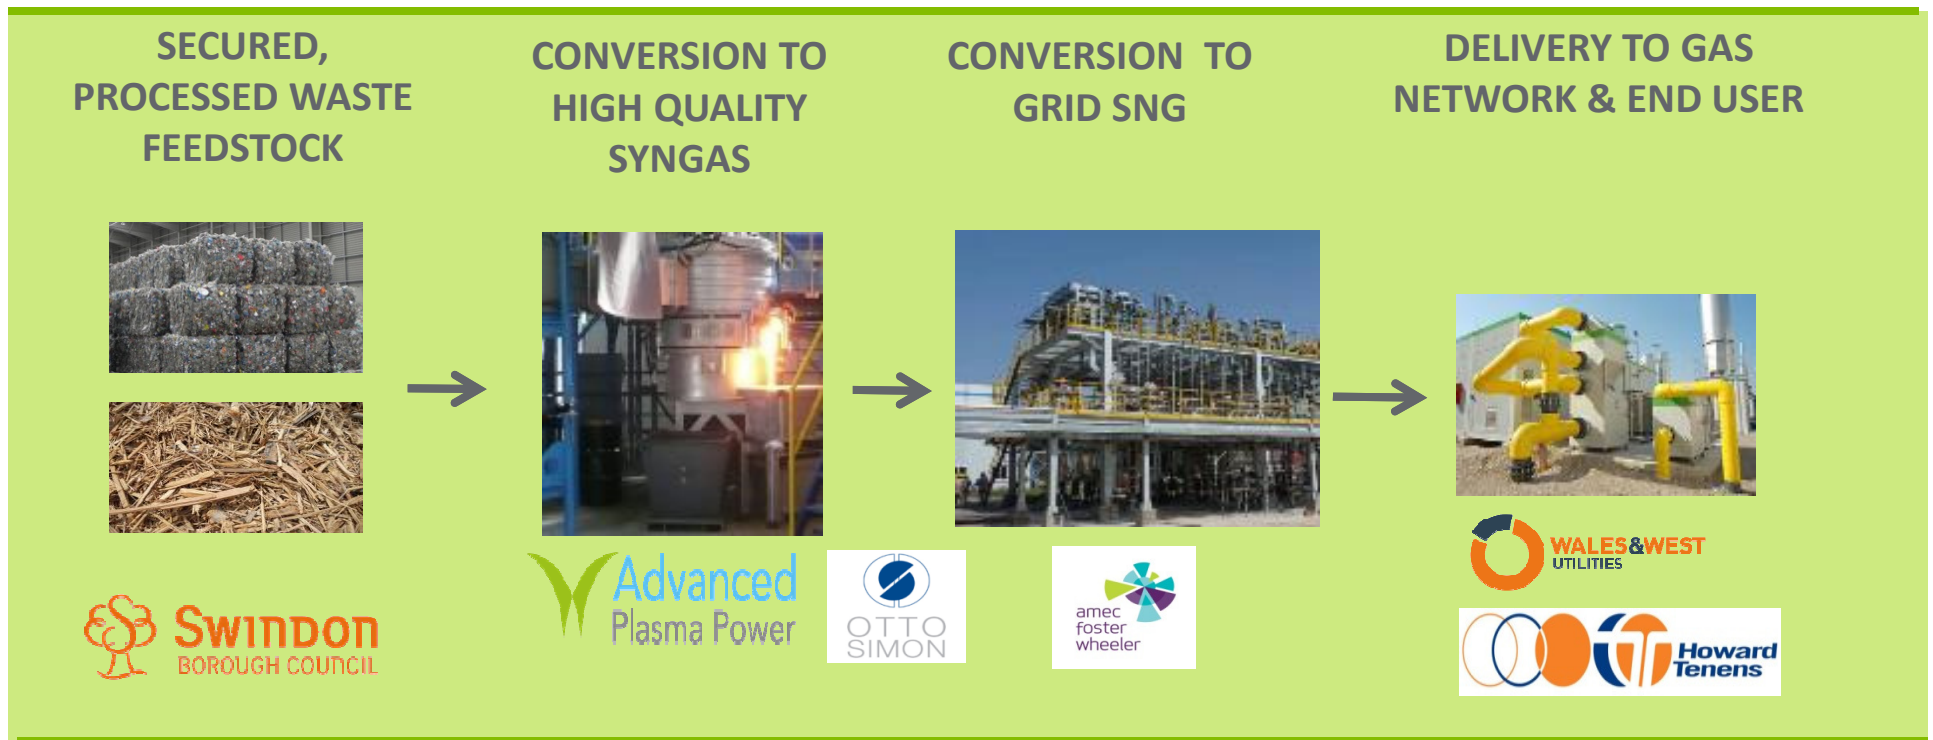 SECURED,
PROCESSED WASTE
FEEDSTOCK
CONVERSION TO
HIGH QUALITY
SYNGAS
CONVERSION TO
GRID SNG
DELIVERY TO GAS
NETWORK & END USER
SWINDON
BOROUGH COUNCIL
Advanced
Plasma Power
OTTO
SIMON
amec
foster
wheeler
WALES&WEST
UTILITIES
Howard
Tenens